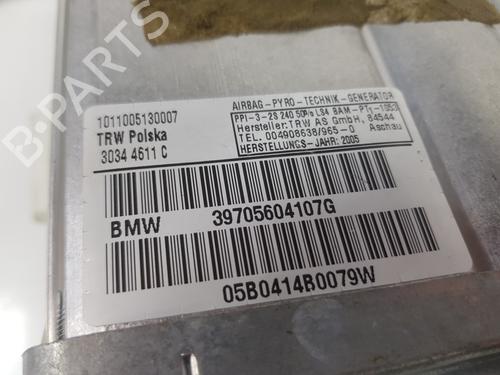 1011005130007
TRW Polska
3034 4611 C
AIRBAG-PYRO-TECHNIK-GENERATOR
PPI-3-2S 240 50%s LS4 BAM-PT1-1553
Hersteller:TRW AS GmbH, 84544
TEL. 004908638/965-0 Aschau
HERSTELLUNGS-JAHR: 2005
BMW 39705604107G
05B0414B0079W
B-PARTS